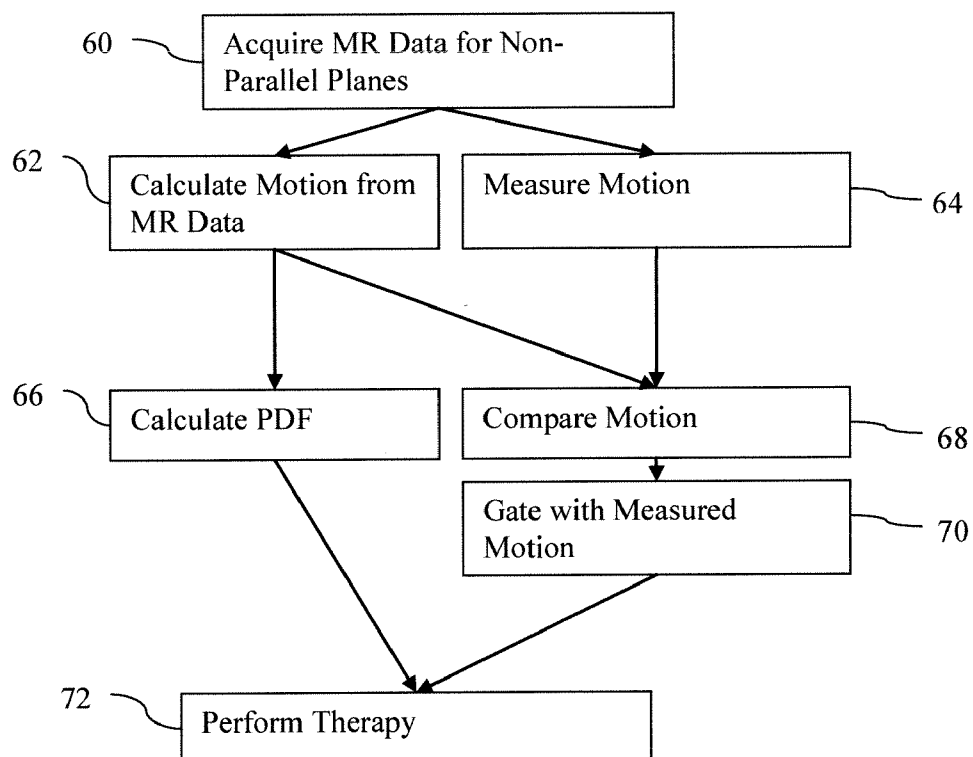 60
Acquire MR Data for Non-
Parallel Planes
62
Calculate Motion from
MR Data
Measure Motion
64
66
Calculate PDF
Compare Motion
68
Gate with Measured
Motion
70
72
Perform Therapy